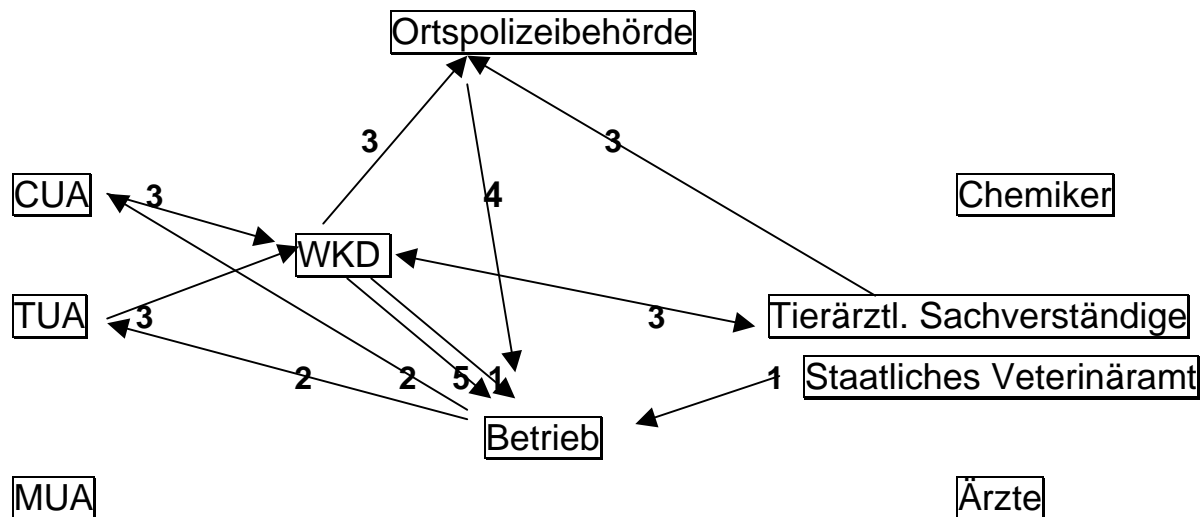 Ortspolizeibehörde
3
3
CUA
3
4
Chemiker
WKD
TUA
3
3
Tierärztl. Sachverständige
2
2
5
1
1
Staatliches Veterinäramt
Betrieb
MUA
Ärzte